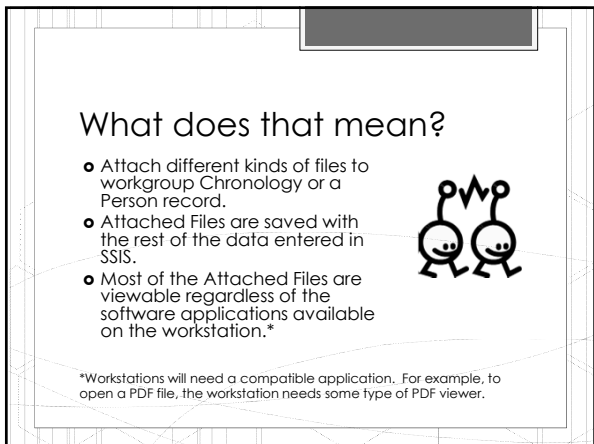 What does that mean?
Attach different kinds of files to
workgroup Chronology or a
Person record.
Attached Files are saved with
the rest of the data entered in
SSIS.
Most of the Attached Files are
viewable regardless of the
software applications available
on the workstation.*
*Workstations will need a compatible application.  For example, to
open a PDF file, the workstation needs some type of PDF viewer.